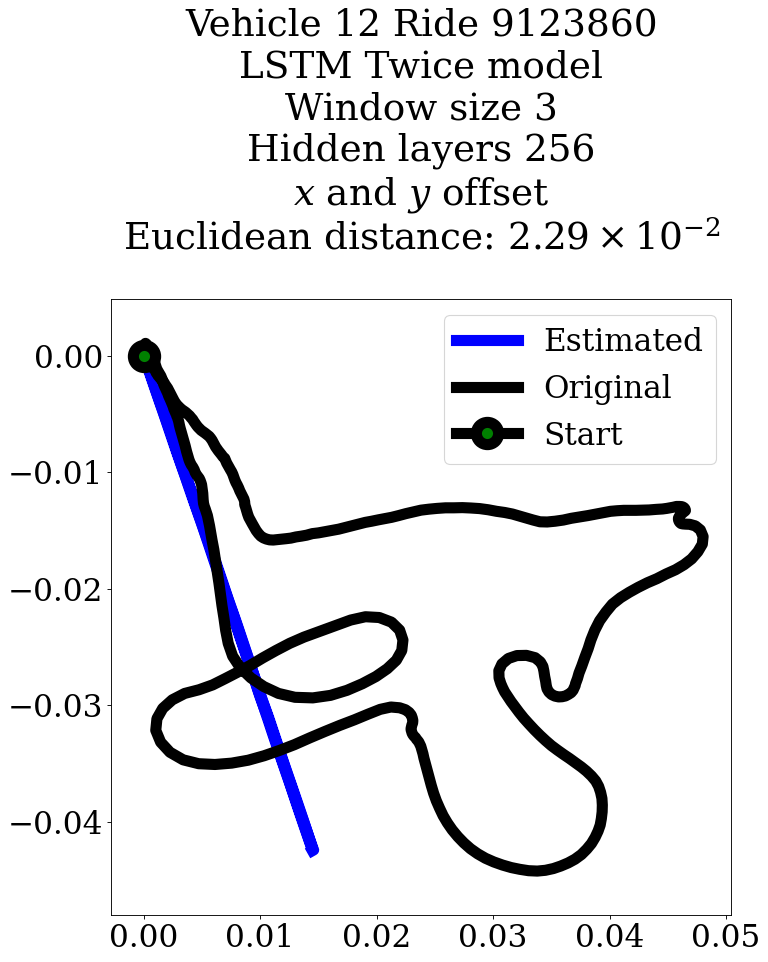 Vehicle 12 Ride 9123860
LSTM Twice model
Window size 3
Hidden layers 256
x and y offset
Euclidean distance: 2.29 × 10⁻²
Estimated
Original
Start
0.00
−0.01
−0.02
−0.03
−0.04
0.00 0.01 0.02 0.03 0.04 0.05